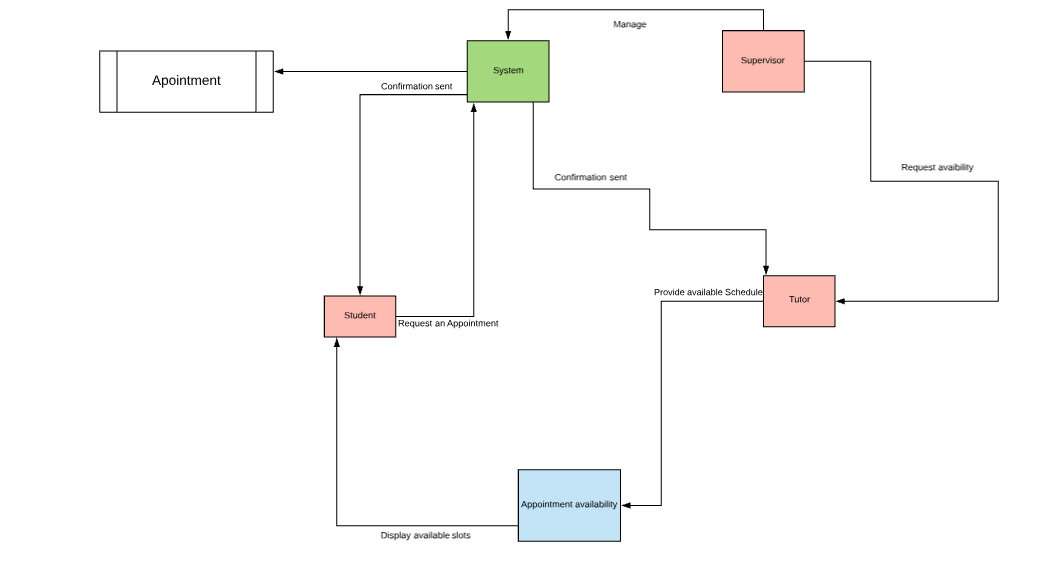 Manage
Supervisor
System
Apointment
Confirmation sent
Request avaibility
Confirmation sent
Provide available Schedule
Tutor
Student
Request an Appointment
Appointment availability
Display available slots